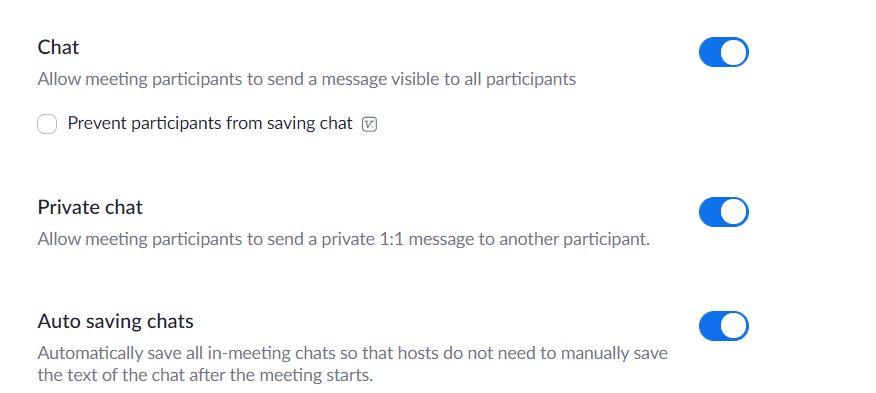 Chat
Allow meeting participants to send a message visible to all participants
Prevent participants from saving chat
Private chat
Allow meeting participants to send a private 1:1 message to another participant.
Auto saving chats
Automatically save all in-meeting chats so that hosts do not need to manually save
the text of the chat after the meeting starts.